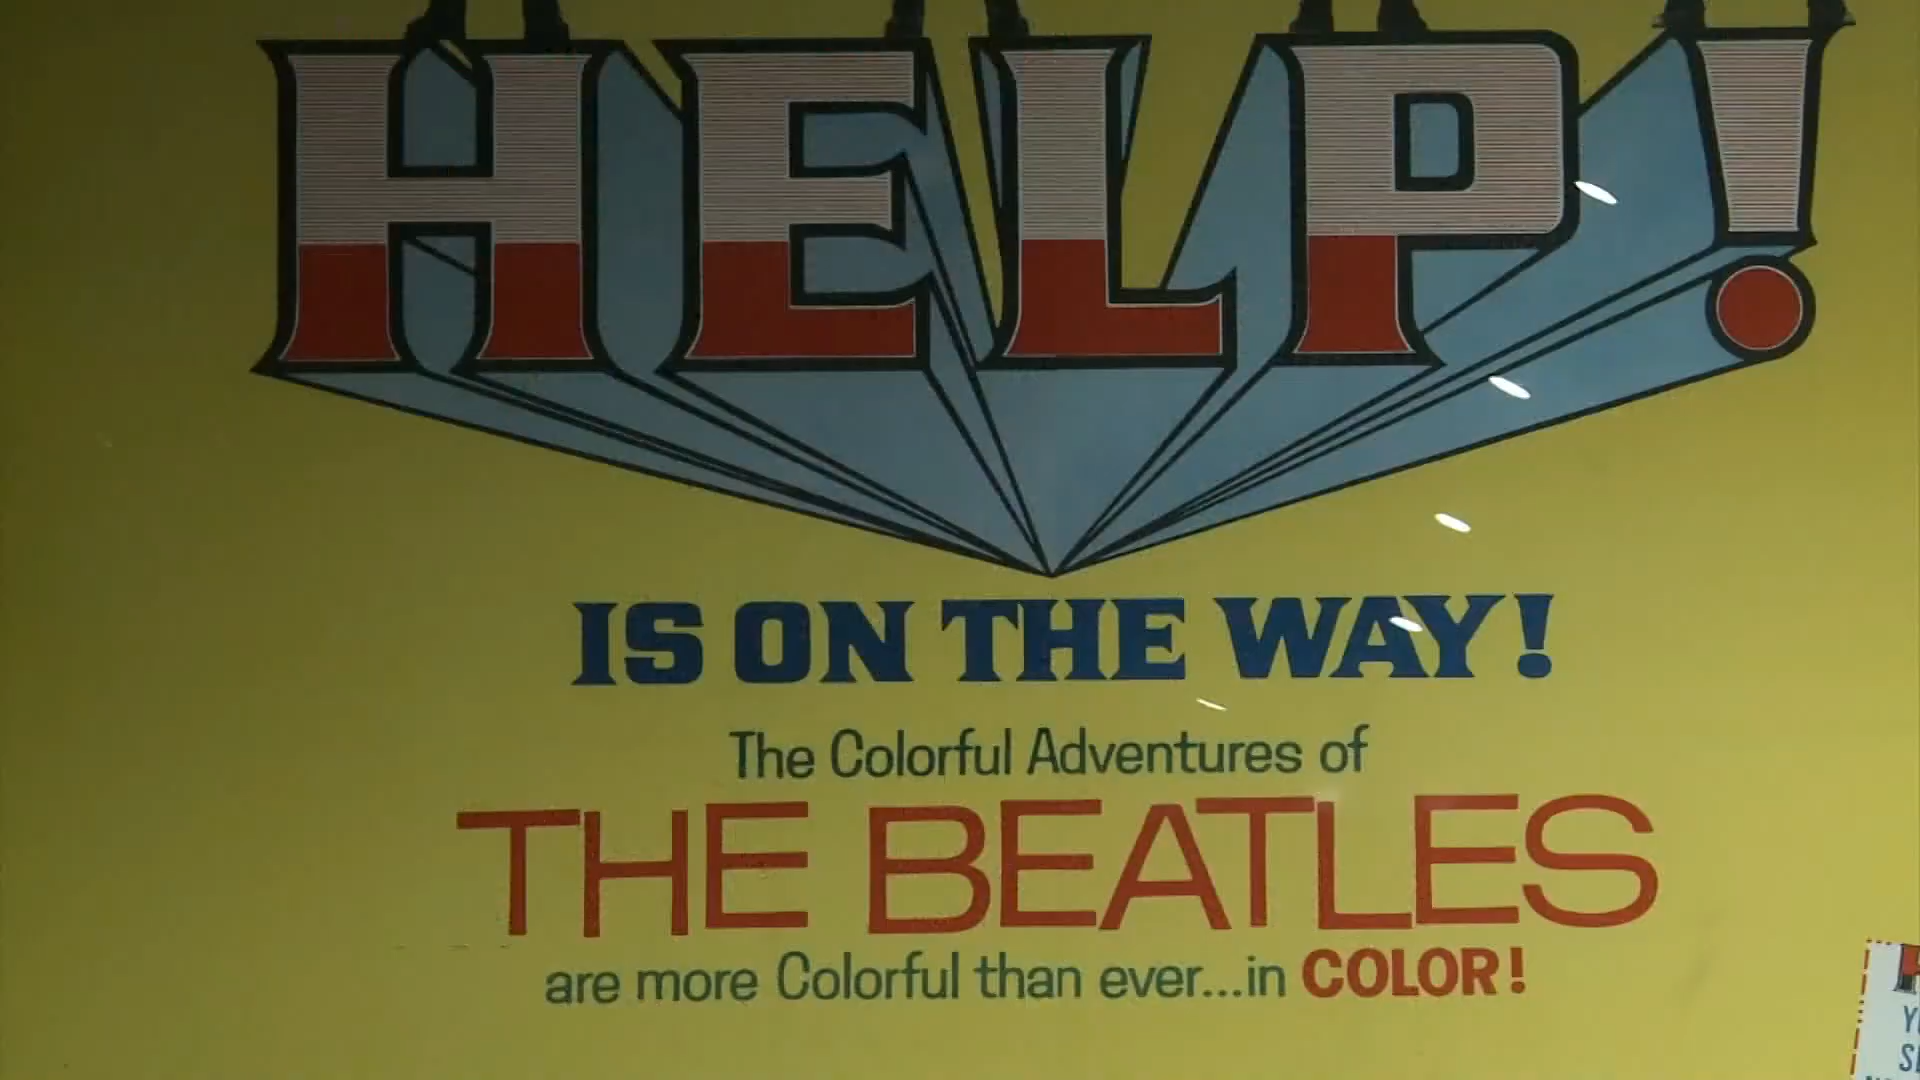 HELP!
IS ON THE WAY!
The Colorful Adventures of
THE BEATLES
are more Colorful than ever...in COLOR!